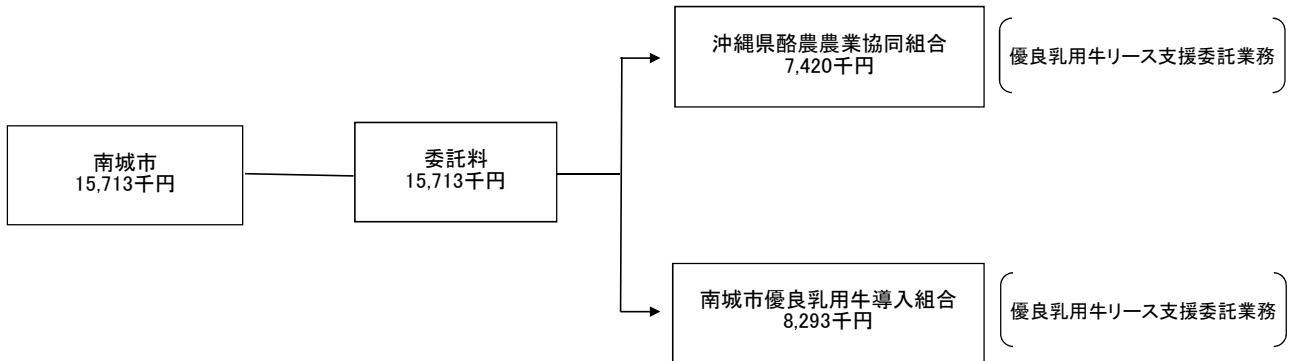 南城市
15,713千円
委託料
15,713千円
沖縄県酪農農業協同組合
7,420千円
優良乳用牛リース支援委託業務
南城市優良乳用牛導入組合
8,293千円
優良乳用牛リース支援委託業務